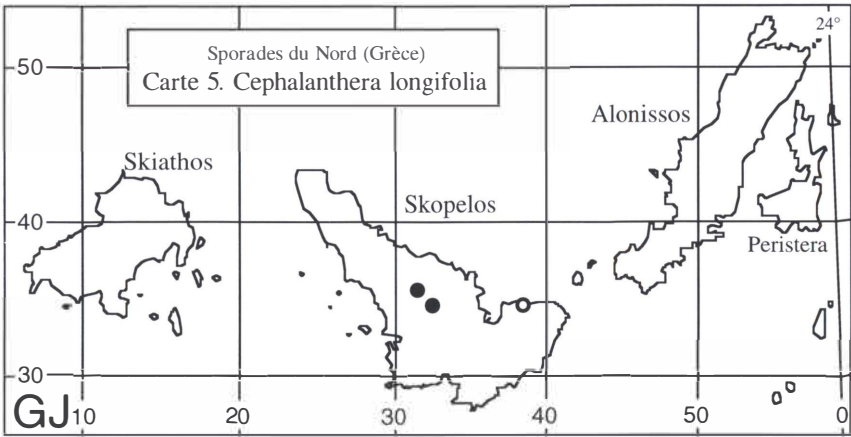 24°
Sporades du Nord (Grèce)
50
Carte 5. Cephalanthera longifolia
Alonissos
Skiathos
Skopelos
40
Peristera
30
GJ 10 20 30 40 50 0